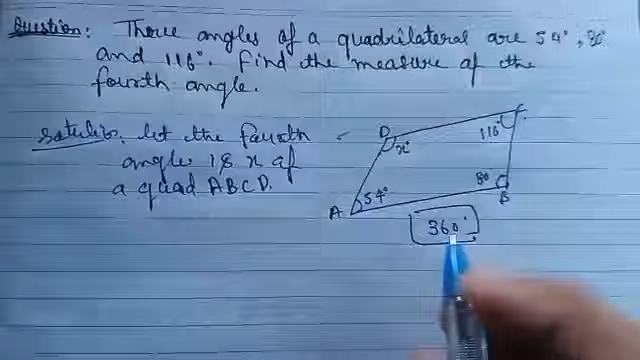 Question: Three angles of a quadrilateral are 54°, 80°
and 116°. Find the measure of the
fourth angle.
Solution. let the fourth
angle is x of
a quad ABCD.
D
x°
116°
C
A
54°
80
B
360°